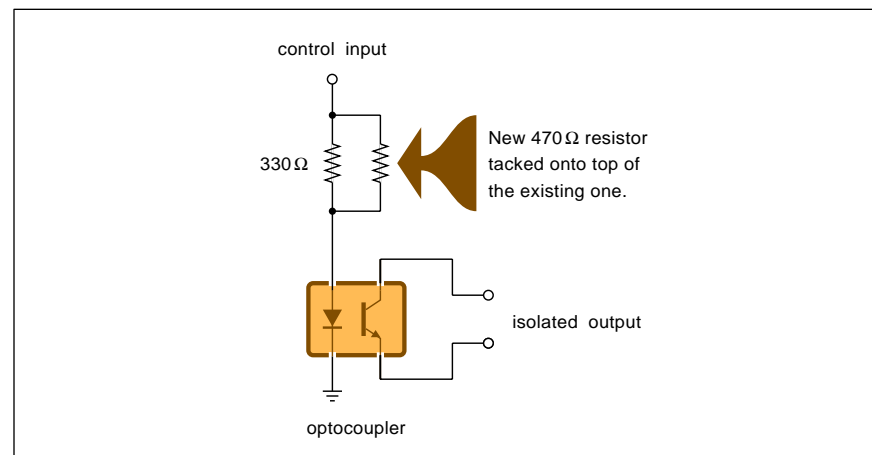 control input
330Ω
New 470Ω resistor
tacked onto top of
the existing one.
isolated output
optocoupler